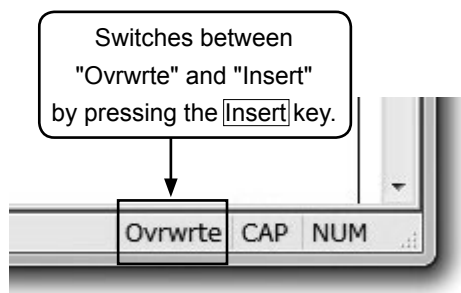 Switches between
"Ovrwrte" and "Insert"
by pressing the Insert key.
Ovrwrte CAP NUM